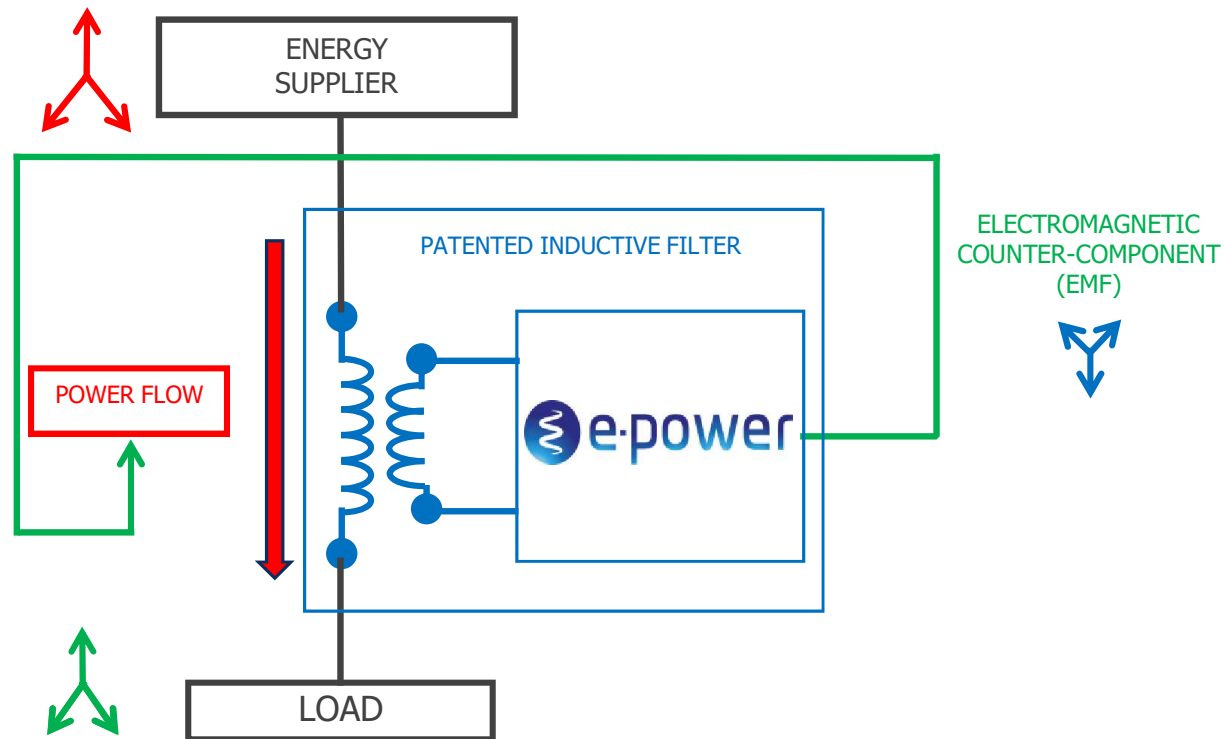 ENERGY
SUPPLIER
PATENTED INDUCTIVE FILTER
ELECTROMAGNETIC
COUNTER-COMPONENT
(EMF)
POWER FLOW
e·power
LOAD